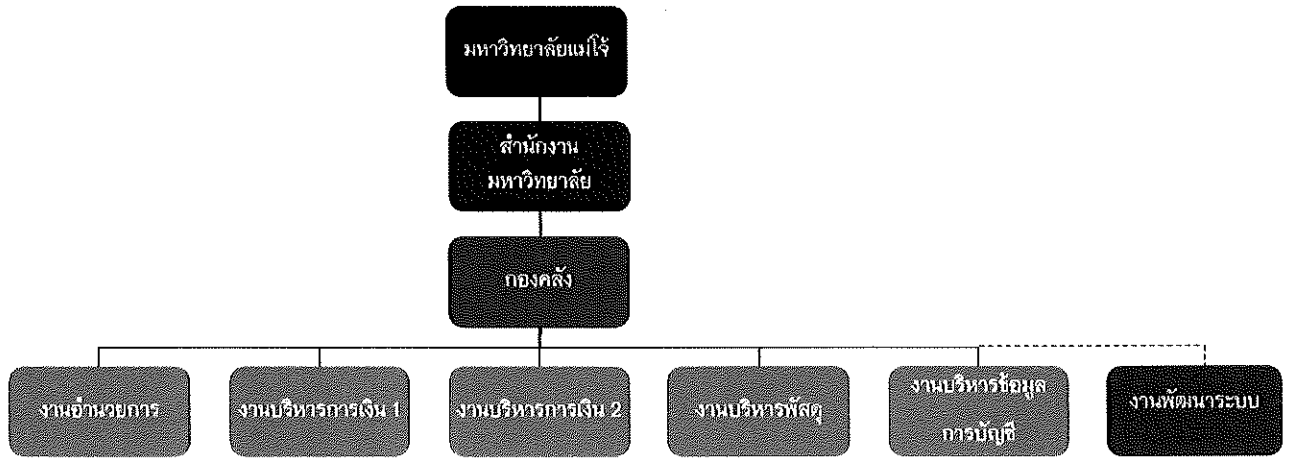 มหาวิทยาลัยแม่โจ้
สำนักงาน
มหาวิทยาลัย
กองคลัง
งานอำนวยการ
งานบริหารการเงิน 1
งานบริหารการเงิน 2
งานบริหารพัสดุ
งานบริหารข้อมูล
การบัญชี
งานพัฒนาระบบ